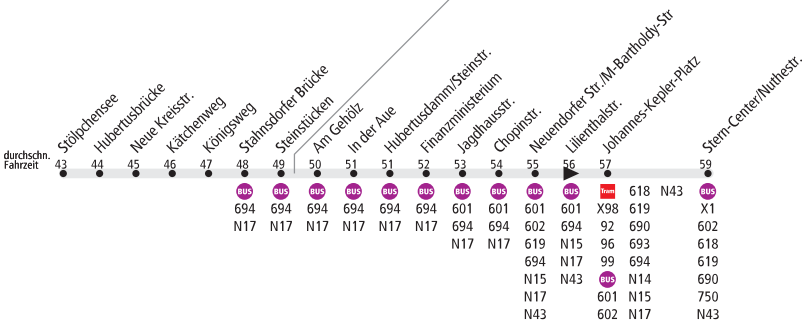 Stölpchensee
Hubertusbrücke
Neue Kreisstr.
Kätchenweg
Königsweg
Stahnsdorfer Brücke
Steinstücken
Am Gehölz
In der Aue
Hubertusdamm/Steinstr.
Finanzministerium
Jagdhausstr.
Chopinstr.
Neuendorfer Str./M-Bartholdy-Str
Lilienthalstr.
Johannes-Kepler-Platz
Stern-Center/Nuthestr.
durchschn.
Fahrzeit
43 44 45 46 47 48 49 50 51 51 52 53 54 55 56 57 59
BUS BUS BUS BUS BUS BUS BUS BUS BUS BUS Tram 618 N43 BUS
694 694 694 694 694 694 601 601 601 601 X98 619 X1
N17 N17 N17 N17 N17 N17 694 694 602 694 92 690 602
N17 N17 619 N15 96 693 618
694 N17 99 694 619
N15 N43 BUS N14 690
N17 601 N15 750
N43 602 N17 N43